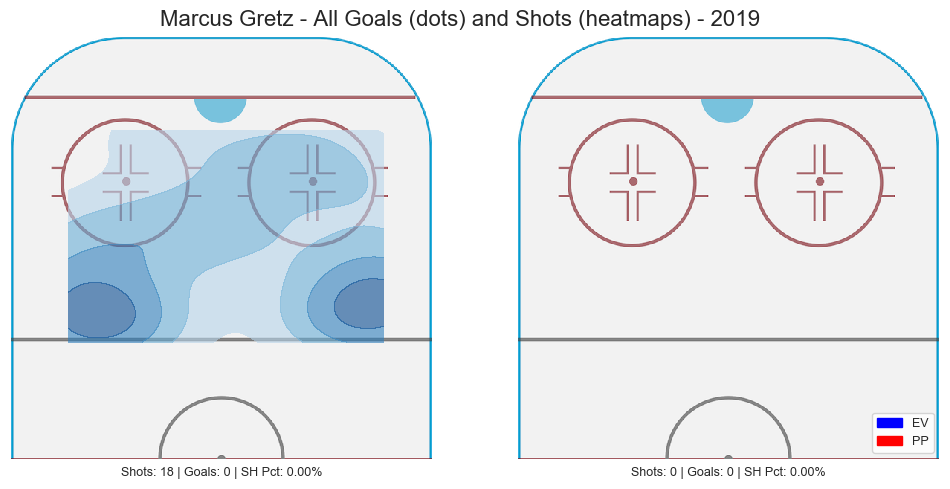 Marcus Gretz - All Goals (dots) and Shots (heatmaps) - 2019
EV
PP
Shots: 18 | Goals: 0 | SH Pct: 0.00%
Shots: 0 | Goals: 0 | SH Pct: 0.00%